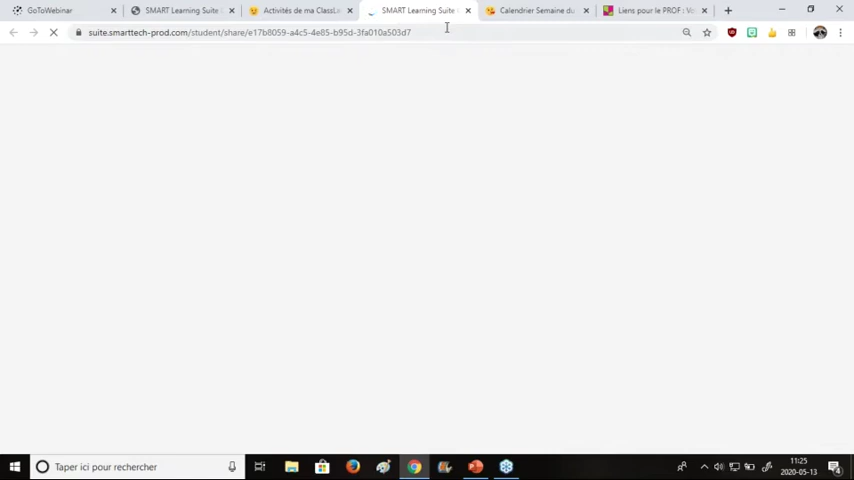 GoToWebinar
SMART Learning Suite
Activités de ma ClassLa
SMART Learning Suite
Calendrier Semaine du
Liens pour le PROF : Vo
suite.smarttech-prod.com/student/share/e17b8059-a4c5-4e85-b95d-3fa010a503d7
Taper ici pour rechercher
11:25
2020-05-13
4